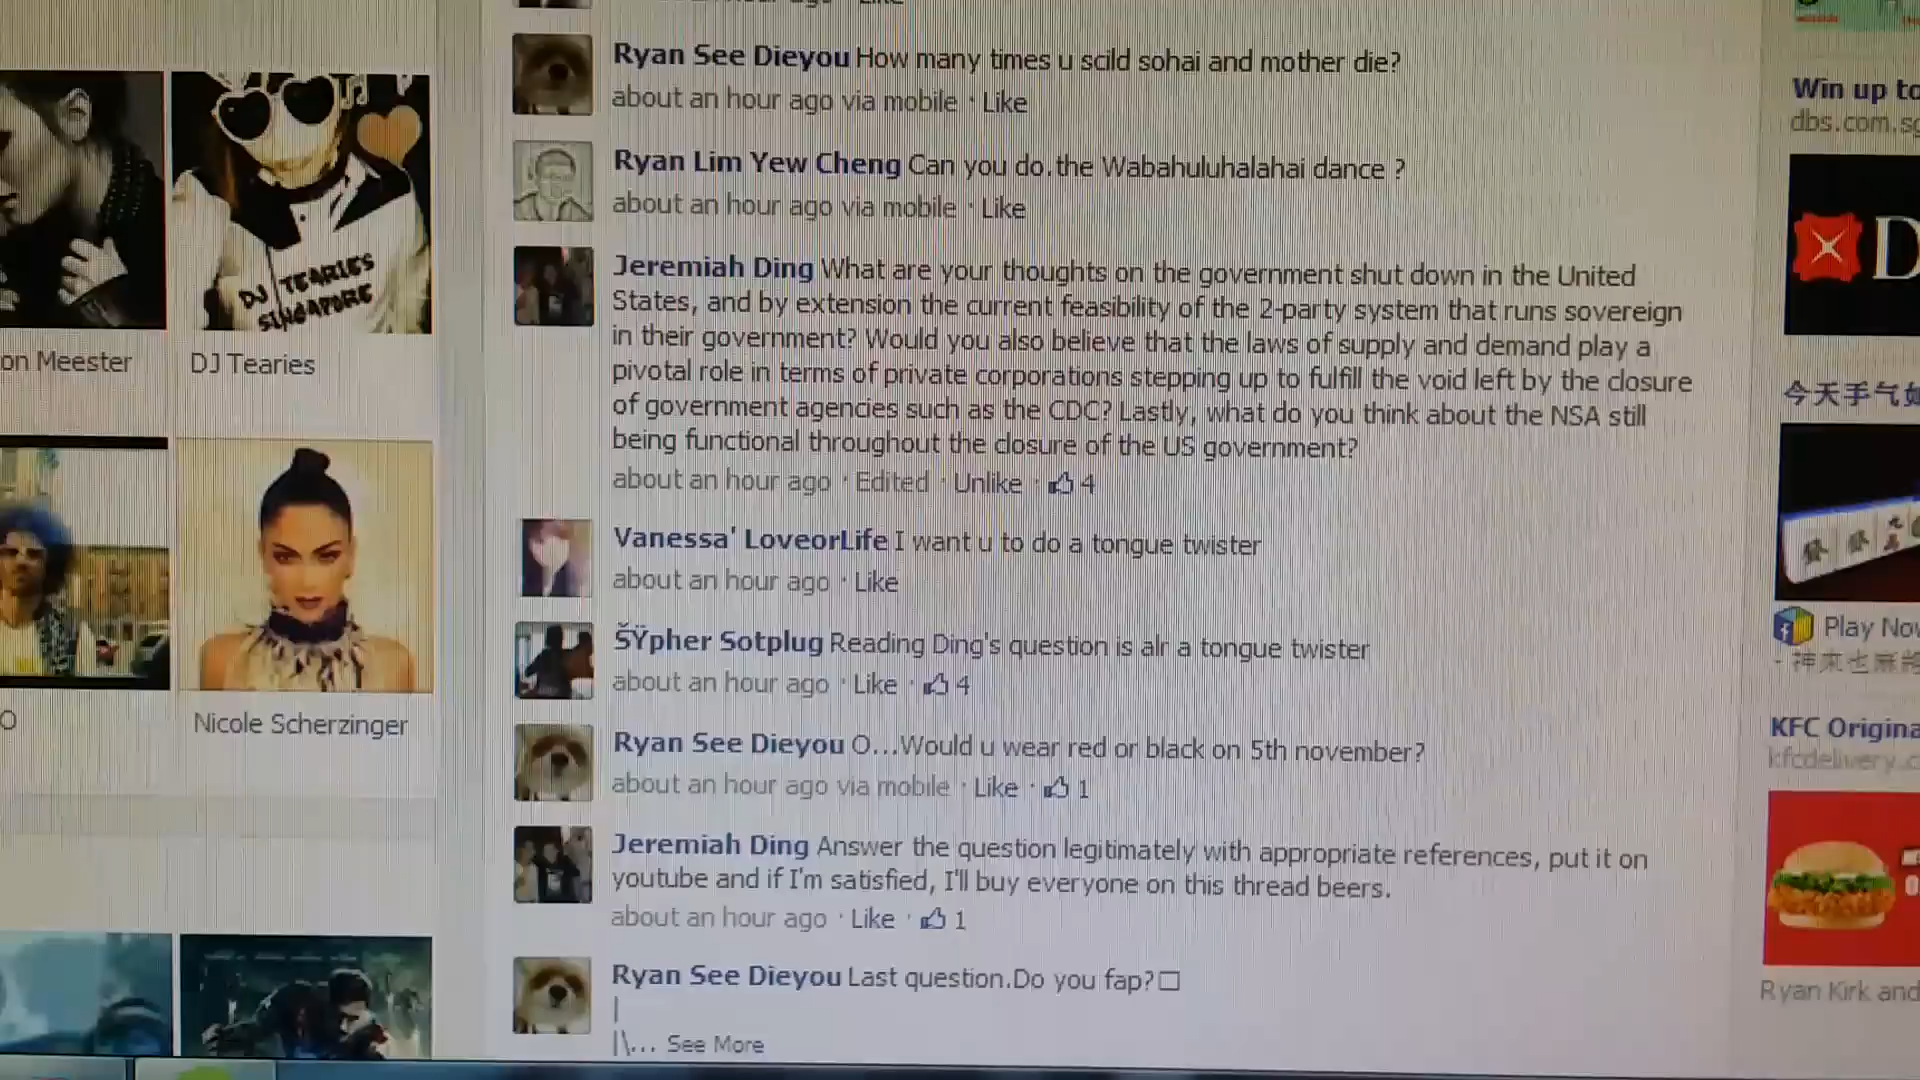 Ryan See Dieyou How many times u scild sohai and mother die?
about an hour ago via mobile · Like
Ryan Lim Yew Cheng Can you do.the Wabahuluhalahai dance ?
about an hour ago via mobile · Like
Jeremiah Ding What are your thoughts on the government shut down in the United
States, and by extension the current feasibility of the 2-party system that runs sovereign
in their government? Would you also believe that the laws of supply and demand play a
pivotal role in terms of private corporations stepping up to fulfill the void left by the closure
of government agencies such as the CDC? Lastly, what do you think about the NSA still
being functional throughout the closure of the US government?
about an hour ago · Edited · Unlike · 4
Vanessa' LoveorLife I want u to do a tongue twister
about an hour ago · Like
ŠŸpher Sotplug Reading Ding's question is alr a tongue twister
about an hour ago · Like · 4
Ryan See Dieyou O...Would u wear red or black on 5th november?
about an hour ago via mobile · Like · 1
Jeremiah Ding Answer the question legitimately with appropriate references, put it on
youtube and if I'm satisfied, I'll buy everyone on this thread beers.
about an hour ago · Like · 1
Ryan See Dieyou Last question.Do you fap?□
|
|\... See More
DJ TEARIES
SINGAPORE
on Meester
DJ Tearies
O
Nicole Scherzinger
Win up to
dbs.com.sg
D
今天手气如
Play Now
- 神来也麻將
KFC Origina
kfcdelivery.c
Ryan Kirk and